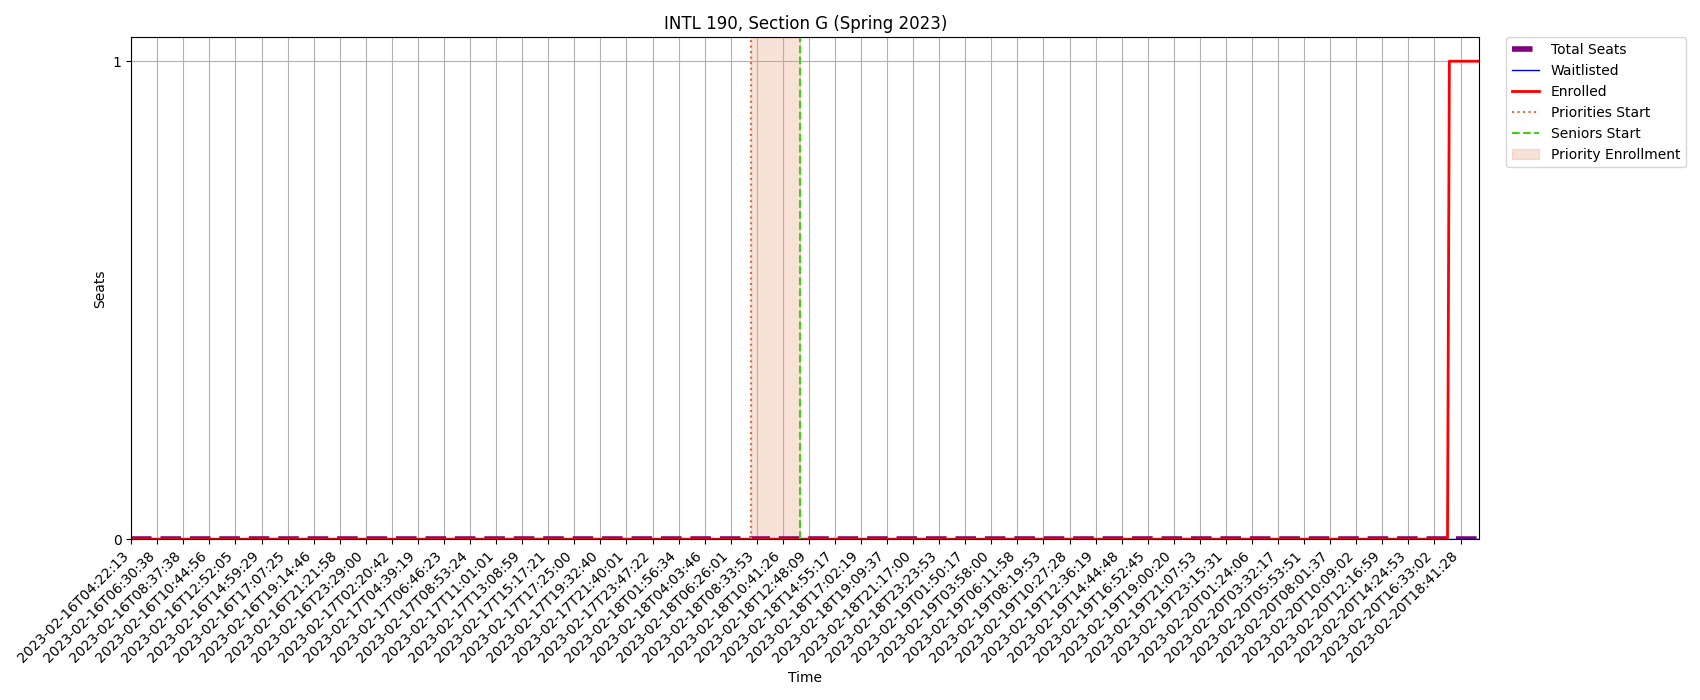 INTL 190, Section G (Spring 2023)
Total Seats
Waitlisted
Enrolled
Priorities Start
Seniors Start
Priority Enrollment
Seats
1
0
2023-02-16T04:22:13
2023-02-16T06:30:38
2023-02-16T08:37:38
2023-02-16T10:44:56
2023-02-16T12:52:05
2023-02-16T14:59:29
2023-02-16T17:07:25
2023-02-16T19:14:46
2023-02-16T21:21:58
2023-02-16T23:29:00
2023-02-17T02:20:42
2023-02-17T04:39:19
2023-02-17T06:46:23
2023-02-17T08:53:24
2023-02-17T11:01:01
2023-02-17T13:08:59
2023-02-17T15:17:21
2023-02-17T17:25:00
2023-02-17T19:32:40
2023-02-17T21:40:01
2023-02-17T23:47:22
2023-02-18T01:56:34
2023-02-18T04:03:46
2023-02-18T06:26:01
2023-02-18T08:33:53
2023-02-18T10:41:26
2023-02-18T12:48:09
2023-02-18T14:55:17
2023-02-18T17:02:19
2023-02-18T19:09:37
2023-02-18T21:17:00
2023-02-18T23:23:53
2023-02-19T01:50:17
2023-02-19T03:58:00
2023-02-19T06:11:58
2023-02-19T08:19:53
2023-02-19T10:27:28
2023-02-19T12:36:19
2023-02-19T14:44:48
2023-02-19T16:52:45
2023-02-19T19:00:20
2023-02-19T21:07:53
2023-02-19T23:15:31
2023-02-20T01:24:06
2023-02-20T03:32:17
2023-02-20T05:53:51
2023-02-20T08:01:37
2023-02-20T10:09:02
2023-02-20T12:16:59
2023-02-20T14:24:53
2023-02-20T16:33:02
2023-02-20T18:41:28
Time